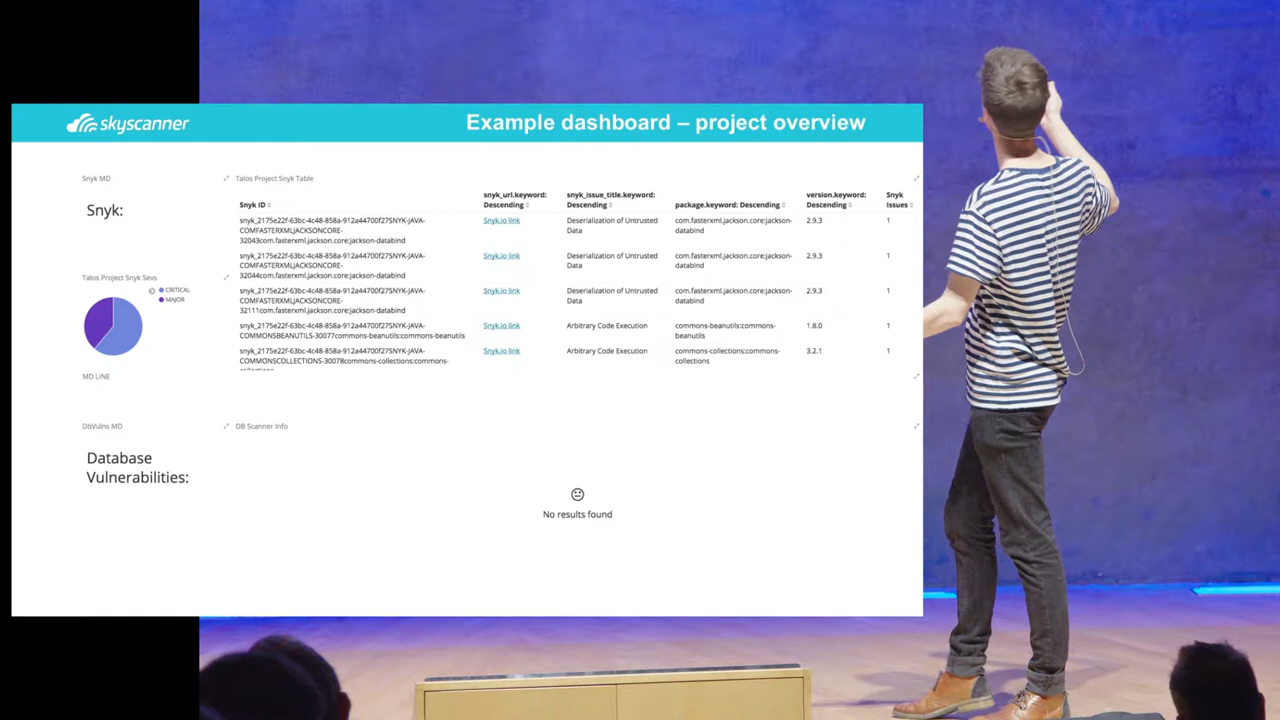 skyscanner
Example dashboard – project overview
Snyk MD
Talos Project Snyk Table
Snyk:
Snyk ID
snyk_url.keyword:
Descending
snyk_issue_title.keyword:
Descending
package.keyword: Descending
version.keyword:
Descending
Snyk
Issues
snyk_2175e22f-63bc-4c48-858a-912a44700f27SNYK-JAVA-
COMFASTERXMLJACKSONCORE-
32043com.fasterxml.jackson.core:jackson-databind
Snyk.io link
Deserialization of Untrusted
Data
com.fasterxml.jackson.core:jackson-
databind
2.9.3
1
snyk_2175e22f-63bc-4c48-858a-912a44700f27SNYK-JAVA-
COMFASTERXMLJACKSONCORE-
32044com.fasterxml.jackson.core:jackson-databind
Snyk.io link
Deserialization of Untrusted
Data
com.fasterxml.jackson.core:jackson-
databind
2.9.3
1
snyk_2175e22f-63bc-4c48-858a-912a44700f27SNYK-JAVA-
COMFASTERXMLJACKSONCORE-
32111com.fasterxml.jackson.core:jackson-databind
Snyk.io link
Deserialization of Untrusted
Data
com.fasterxml.jackson.core:jackson-
databind
2.9.3
1
snyk_2175e22f-63bc-4c48-858a-912a44700f27SNYK-JAVA-
COMMONSBEANUTILS-30077commons-beanutils:commons-beanutils
Snyk.io link
Arbitrary Code Execution
commons-beanutils:commons-
beanutils
1.8.0
1
snyk_2175e22f-63bc-4c48-858a-912a44700f27SNYK-JAVA-
COMMONSCOLLECTIONS-30078commons-collections:commons-
Snyk.io link
Arbitrary Code Execution
commons-collections:commons-
collections
3.2.1
1
Talos Project Snyk Sevs
CRITICAL
MAJOR
MD LINE
DbVulns MD
DB Scanner Info
Database
Vulnerabilities:
No results found